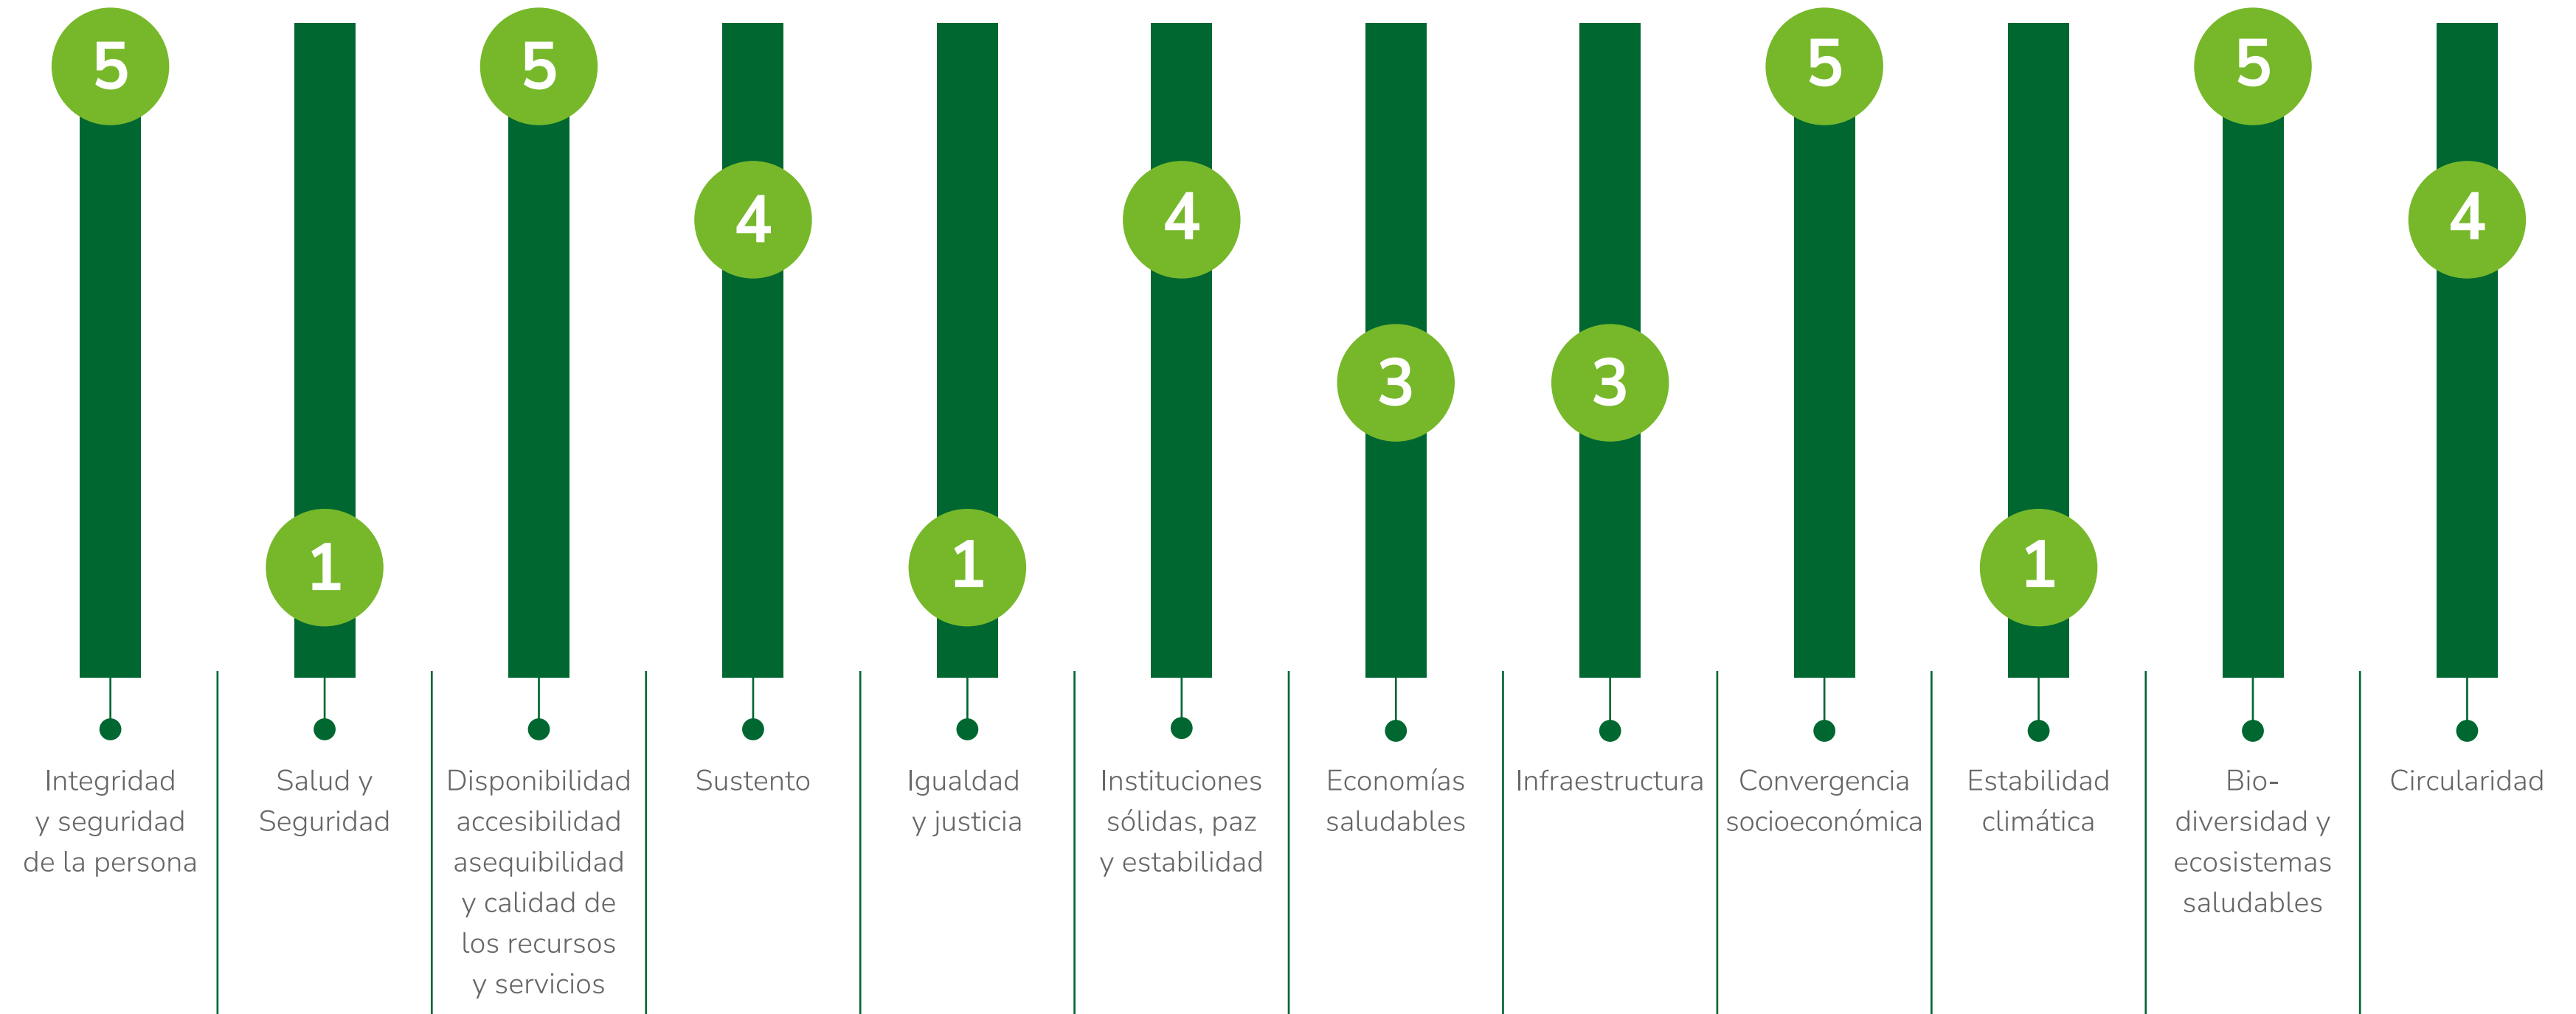 5
1
5
4
1
4
3
3
5
1
5
4
Integridad
y seguridad
de la persona
Salud y
Seguridad
Disponibilidad
accesibilidad
asequibilidad
y calidad de
los recursos
y servicios
Sustento
Igualdad
y justicia
Instituciones
sólidas, paz
y estabilidad
Economías
saludables
Infraestructura
Convergencia
socioeconómica
Estabilidad
climática
Bio-
diversidad y
ecosistemas
saludables
Circularidad